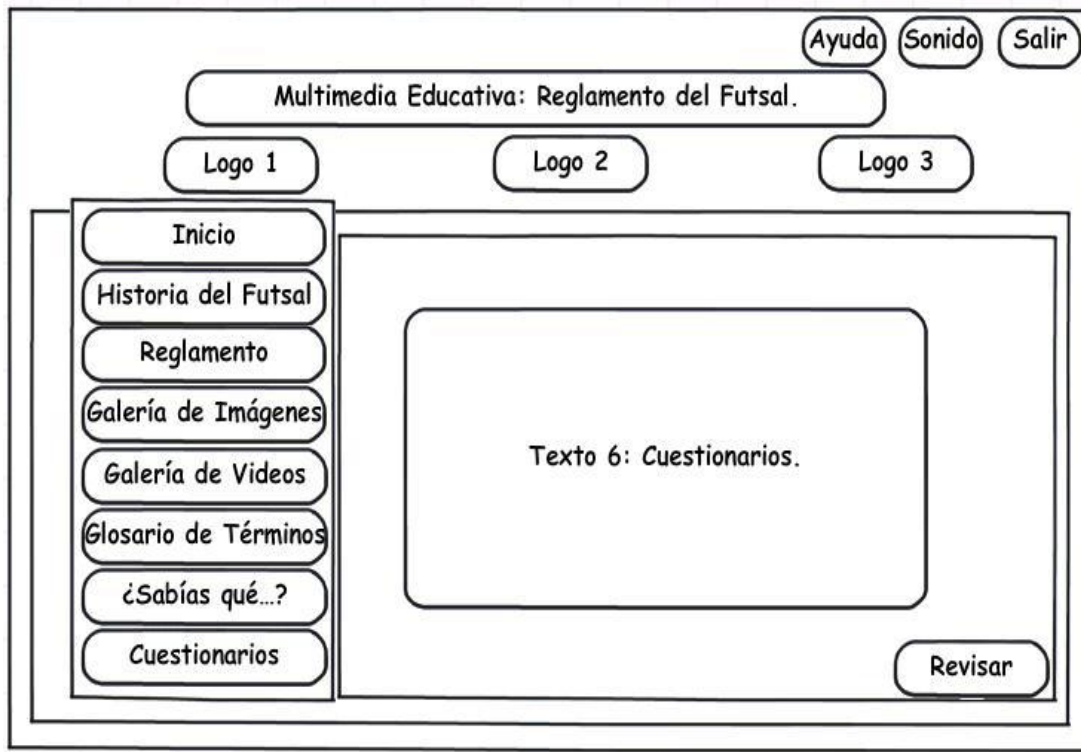 Ayuda
Sonido
Salir
Multimedia Educativa: Reglamento del Futsal.
Logo 1
Logo 2
Logo 3
Inicio
Historia del Futsal
Reglamento
Galería de Imágenes
Galería de Videos
Glosario de Términos
¿Sabías qué...?
Cuestionarios
Texto 6: Cuestionarios.
Revisar